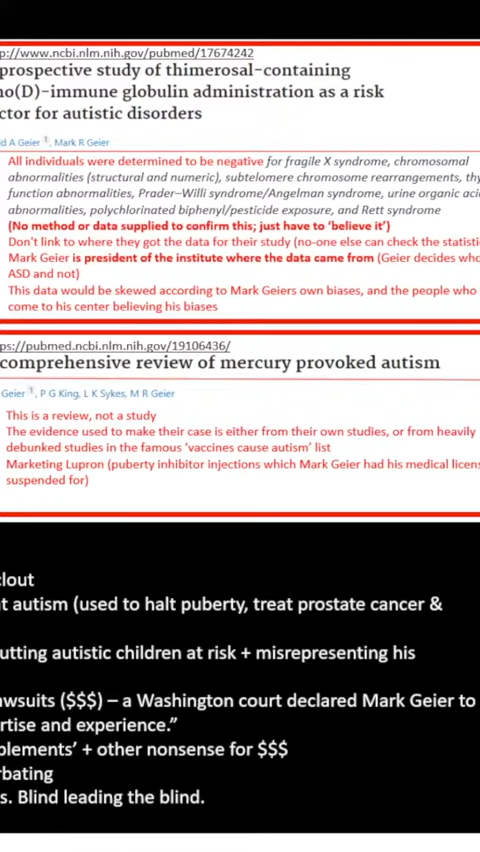 p://www.ncbi.nlm.nih.gov/pubmed/17674242/
prospective study of thimerosal-containing
no(D)-immune globulin administration as a risk
ctor for autistic disorders
id A Geier 1, Mark R Geier
All individuals were determined to be negative for fragile X syndrome, chromosomal
abnormalities (structural and numeric), subtelomere chromosome rearrangements, thy
function abnormalities, Prader–Willi syndrome/Angelman syndrome, urine organic acid
abnormalities, polychlorinated biphenyl/pesticide exposure, and Rett syndrome
(No method or data supplied to confirm this; just have to ‘believe it’)
Don't link to where they got the data for their study (no-one else can check the statistic
Mark Geier is president of the institute where the data came from (Geier decides who
ASD and not)
This data would be skewed according to Mark Geiers own biases, and the people who
come to his center believing his biases
ps://pubmed.ncbi.nlm.nih.gov/19106436/
comprehensive review of mercury provoked autism
Geier 1, P G King, L K Sykes, M R Geier
This is a review, not a study
The evidence used to make their case is either from their own studies, or from heavily
debunked studies in the famous ‘vaccines cause autism’ list
Marketing Lupron (puberty inhibitor injections which Mark Geier had his medical licens
suspended for)
clout
at autism (used to halt puberty, treat prostate cancer &
utting autistic children at risk + misrepresenting his
awsuits ($$$) – a Washington court declared Mark Geier to
rtise and experience.”
plements’ + other nonsense for $$$
rbating
s. Blind leading the blind.